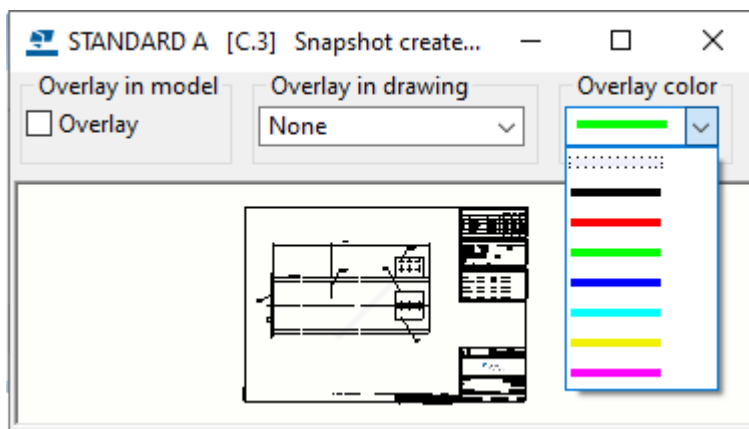 STANDARD A [C.3] Snapshot create...
Overlay in model
Overlay in drawing
Overlay color
Overlay
None